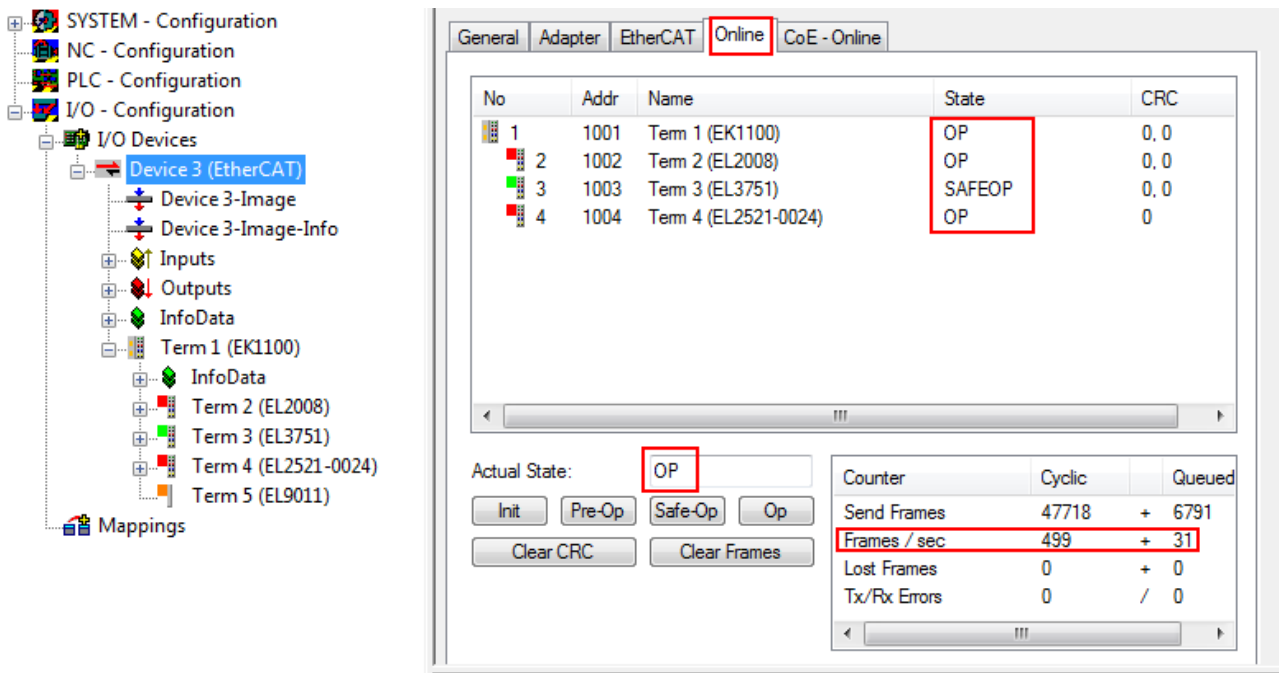 SYSTEM - Configuration
NC - Configuration
PLC - Configuration
I/O - Configuration
I/O Devices
Device 3 (EtherCAT)
Device 3-Image
Device 3-Image-Info
Inputs
Outputs
InfoData
Term 1 (EK1100)
InfoData
Term 2 (EL2008)
Term 3 (EL3751)
Term 4 (EL2521-0024)
Term 5 (EL9011)
Mappings
General Adapter EtherCAT Online CoE - Online
No Addr Name State CRC
1 1001 Term 1 (EK1100) OP 0, 0
2 1002 Term 2 (EL2008) OP 0, 0
3 1003 Term 3 (EL3751) SAFEOP 0, 0
4 1004 Term 4 (EL2521-0024) OP 0
Actual State: OP
Init Pre-Op Safe-Op Op
Clear CRC Clear Frames
Counter Cyclic Queued
Send Frames 47718 + 6791
Frames / sec 499 + 31
Lost Frames 0 + 0
Tx/Rx Errors 0 / 0